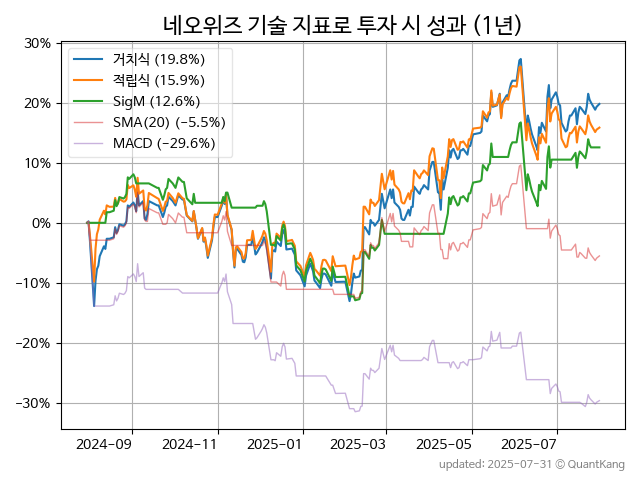 네오위즈 기술 지표로 투자 시 성과 (1년)
거치식 (19.8%)
적립식 (15.9%)
SigM (12.6%)
SMA(20) (−5.5%)
MACD (−29.6%)
30%
20%
10%
0%
−10%
−20%
−30%
2024−09
2024−11
2025−01
2025−03
2025−05
2025−07
updated: 2025-07-31 © QuantKang